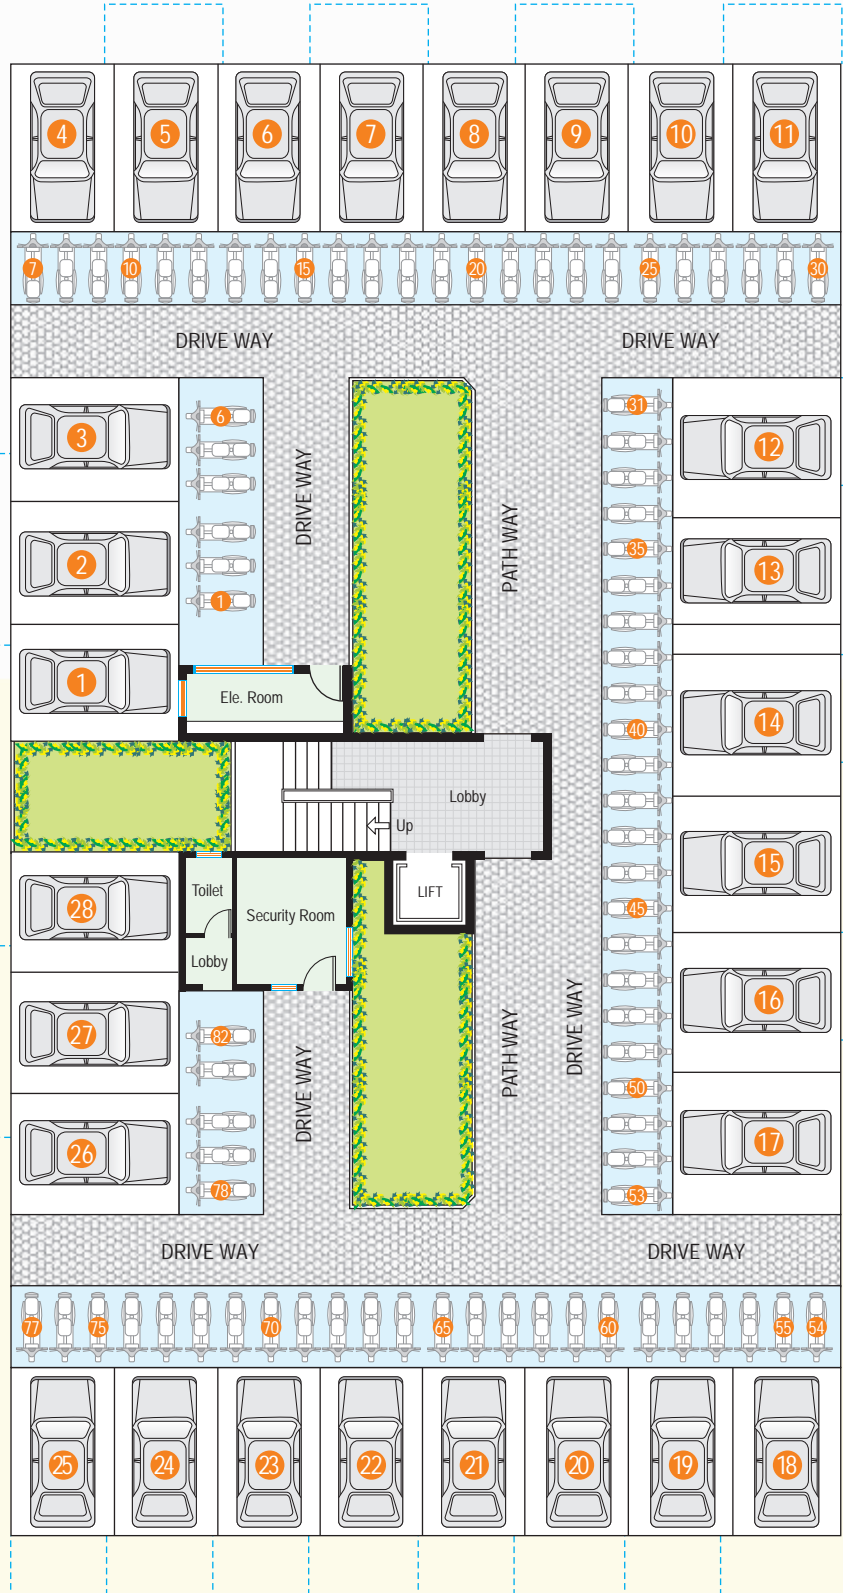 4 5 6 7 8 9 10 11
7 10 15 20 25 30
DRIVE WAY DRIVE WAY
6
31
3
12
DRIVE WAY
PATH WAY
35
2
13
1
1
Ele. Room
14
40
Lobby
Up
15
Toilet
LIFT
28
Security Room
45
Lobby
16
27
82
DRIVE WAY
PATH WAY
DRIVE WAY
50
26
17
78
53
DRIVE WAY DRIVE WAY
77 75 70 65 60 55 54
25 24 23 22 21 20 19 18